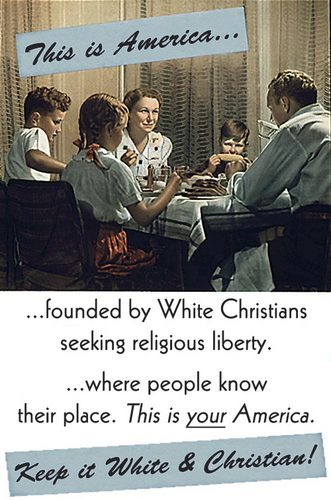 This is America...
...founded by White Christians
seeking religious liberty.
...where people know
their place. This is your America.
Keep it White & Christian!